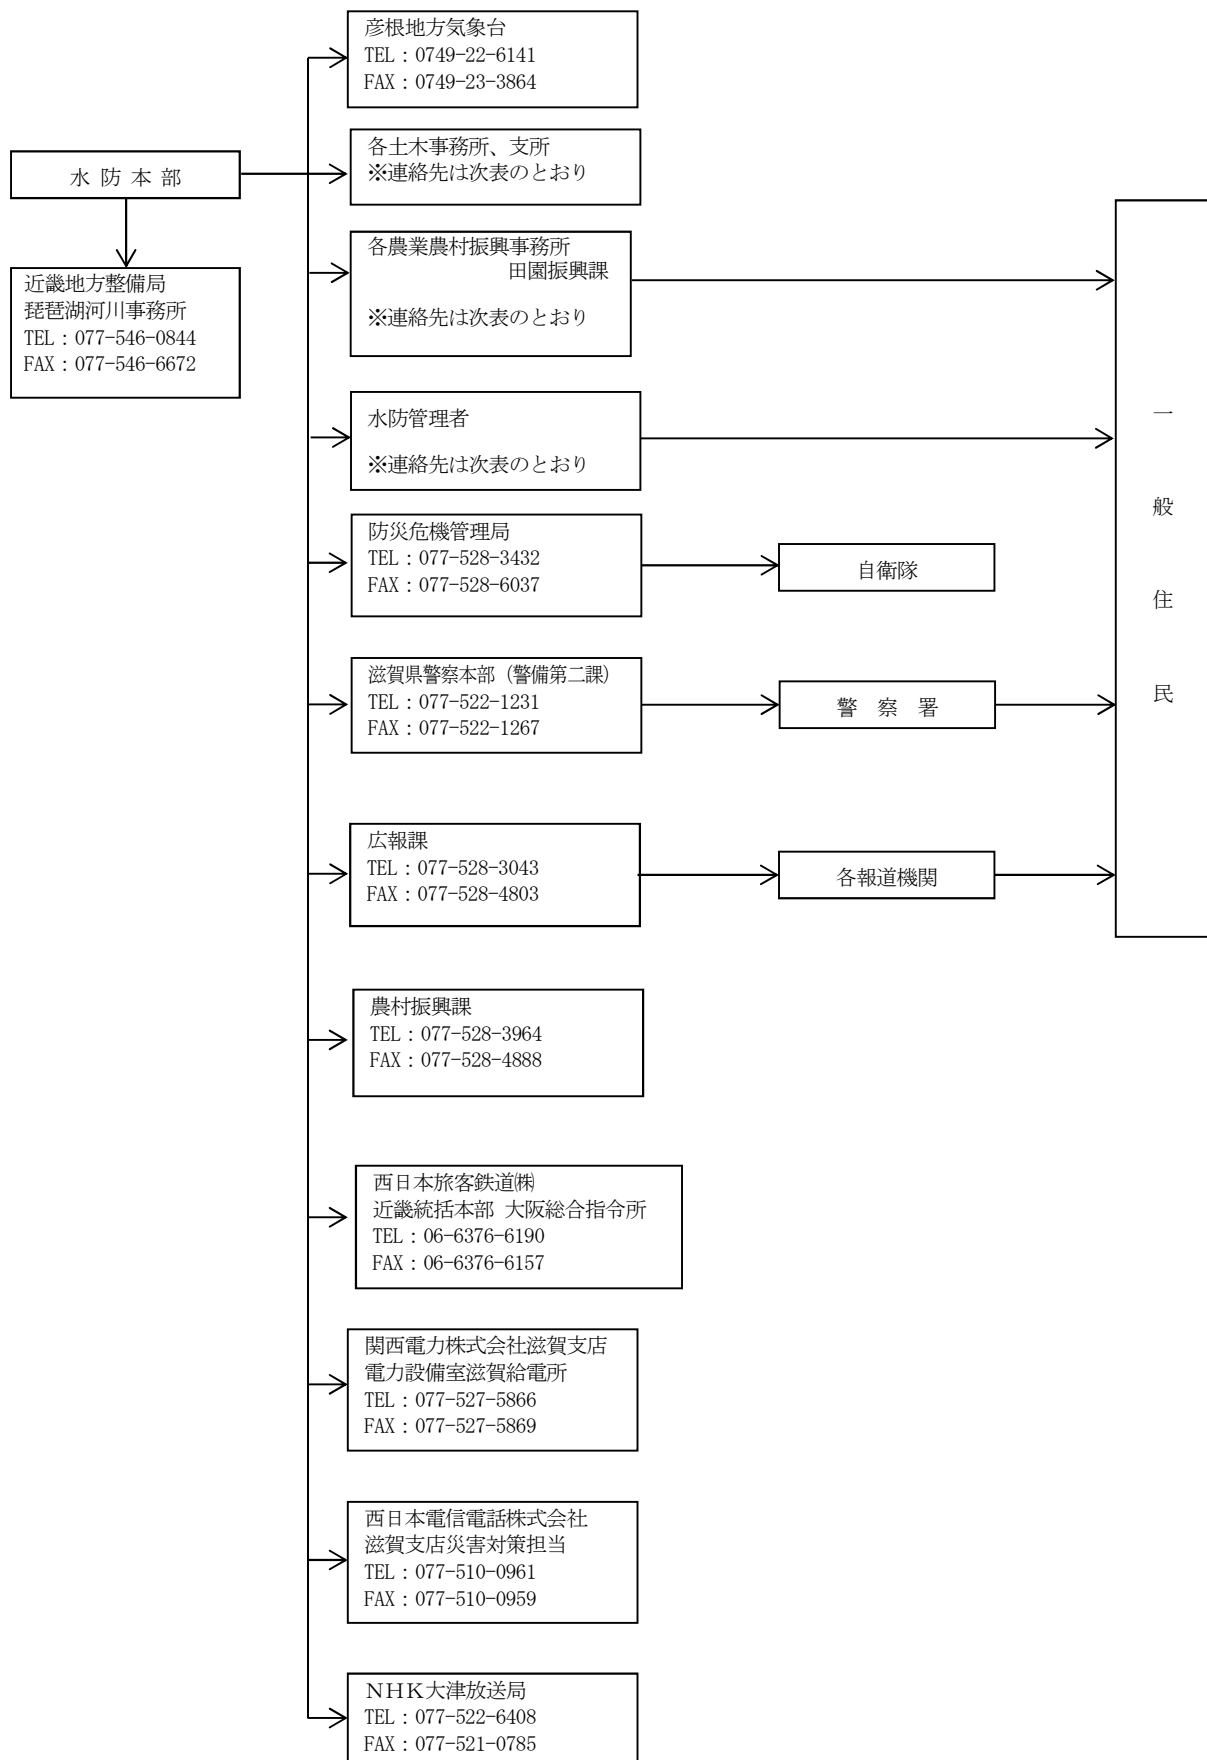 彦根地方気象台
TEL：0749-22-6141
FAX：0749-23-3864
各土木事務所、支所
※連絡先は次表のとおり
水 防 本 部
近畿地方整備局
琵琶湖河川事務所
TEL：077-546-0844
FAX：077-546-6672
各農業農村振興事務所
田園振興課
※連絡先は次表のとおり
水防管理者
※連絡先は次表のとおり
防災危機管理局
TEL：077-528-3432
FAX：077-528-6037
自衛隊
滋賀県警察本部（警備第二課）
TEL：077-522-1231
FAX：077-522-1267
警 察 署
広報課
TEL：077-528-3043
FAX：077-528-4803
各報道機関
一般住民
農村振興課
TEL：077-528-3964
FAX：077-528-4888
西日本旅客鉄道㈱
近畿統括本部 大阪総合指令所
TEL：06-6376-6190
FAX：06-6376-6157
関西電力株式会社滋賀支店
電力設備室滋賀給電所
TEL：077-527-5866
FAX：077-527-5869
西日本電信電話株式会社
滋賀支店災害対策担当
TEL：077-510-0961
FAX：077-510-0959
ＮＨＫ大津放送局
TEL：077-522-6408
FAX：077-521-0785